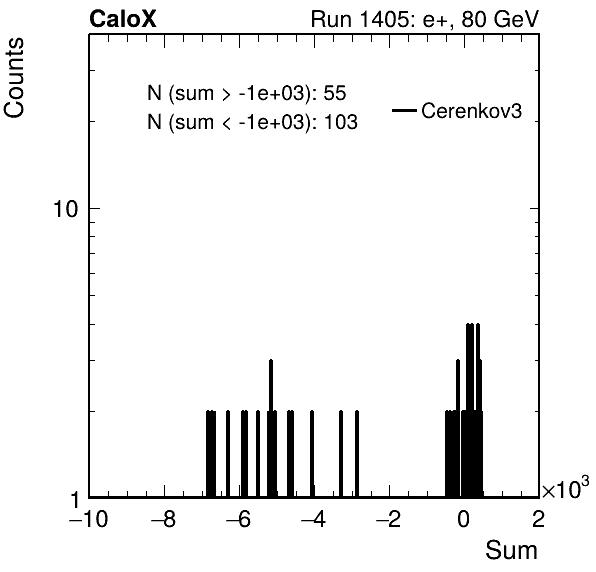 CaloX Run 1405: e+, 80 GeV
Counts
N (sum > -1e+03): 55
N (sum < -1e+03): 103
Cerenkov3
10
1
−10 −8 −6 −4 −2 0 2
×10³
Sum